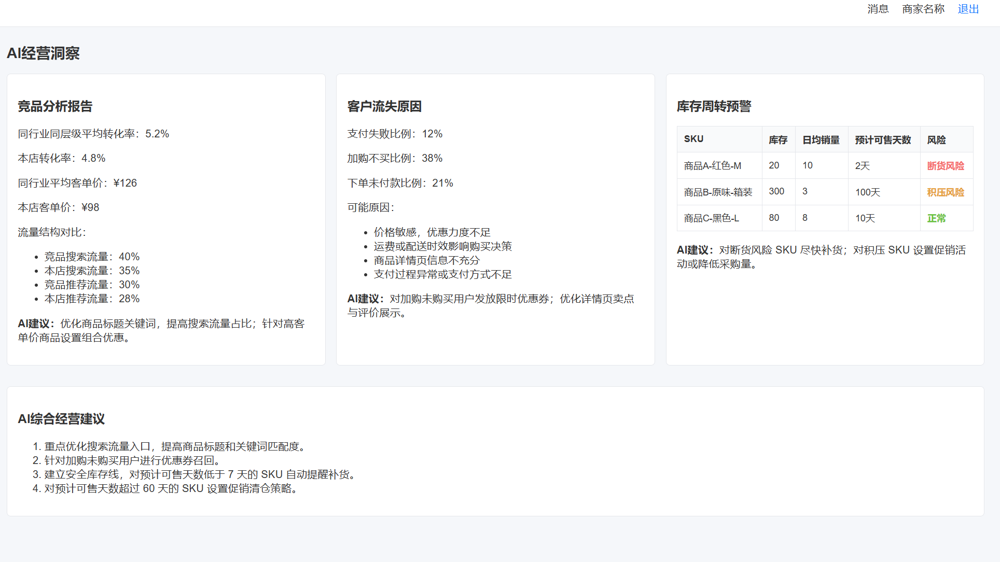 消息 商家名称 退出
AI经营洞察
竞品分析报告
同行业同层级平均转化率：5.2%
本店转化率：4.8%
同行业平均客单价：¥126
本店客单价：¥98
流量结构对比：
• 竞品搜索流量：40%
• 本店搜索流量：35%
• 竞品推荐流量：30%
• 本店推荐流量：28%
AI建议：优化商品标题关键词，提高搜索流量占比；针对高客
单价商品设置组合优惠。
客户流失原因
支付失败比例：12%
加购不买比例：38%
下单未付款比例：21%
可能原因：
• 价格敏感，优惠力度不足
• 运费或配送时效影响购买决策
• 商品详情页信息不充分
• 支付过程异常或支付方式不足
AI建议：对加购未购买用户发放限时优惠券；优化详情页卖点
与评价展示。
库存周转预警
SKU 库存 日均销量 预计可售天数 风险
商品A-红色-M 20 10 2天 断货风险
商品B-原味-箱装 300 3 100天 积压风险
商品C-黑色-L 80 8 10天 正常
AI建议：对断货风险 SKU 尽快补货；对积压 SKU 设置促销活
动或降低采购量。
AI综合经营建议
1. 重点优化搜索流量入口，提高商品标题和关键词匹配度。
2. 针对加购未购买用户进行优惠券召回。
3. 建立安全库存线，对预计可售天数低于 7 天的 SKU 自动提醒补货。
4. 对预计可售天数超过 60 天的 SKU 设置促销清仓策略。